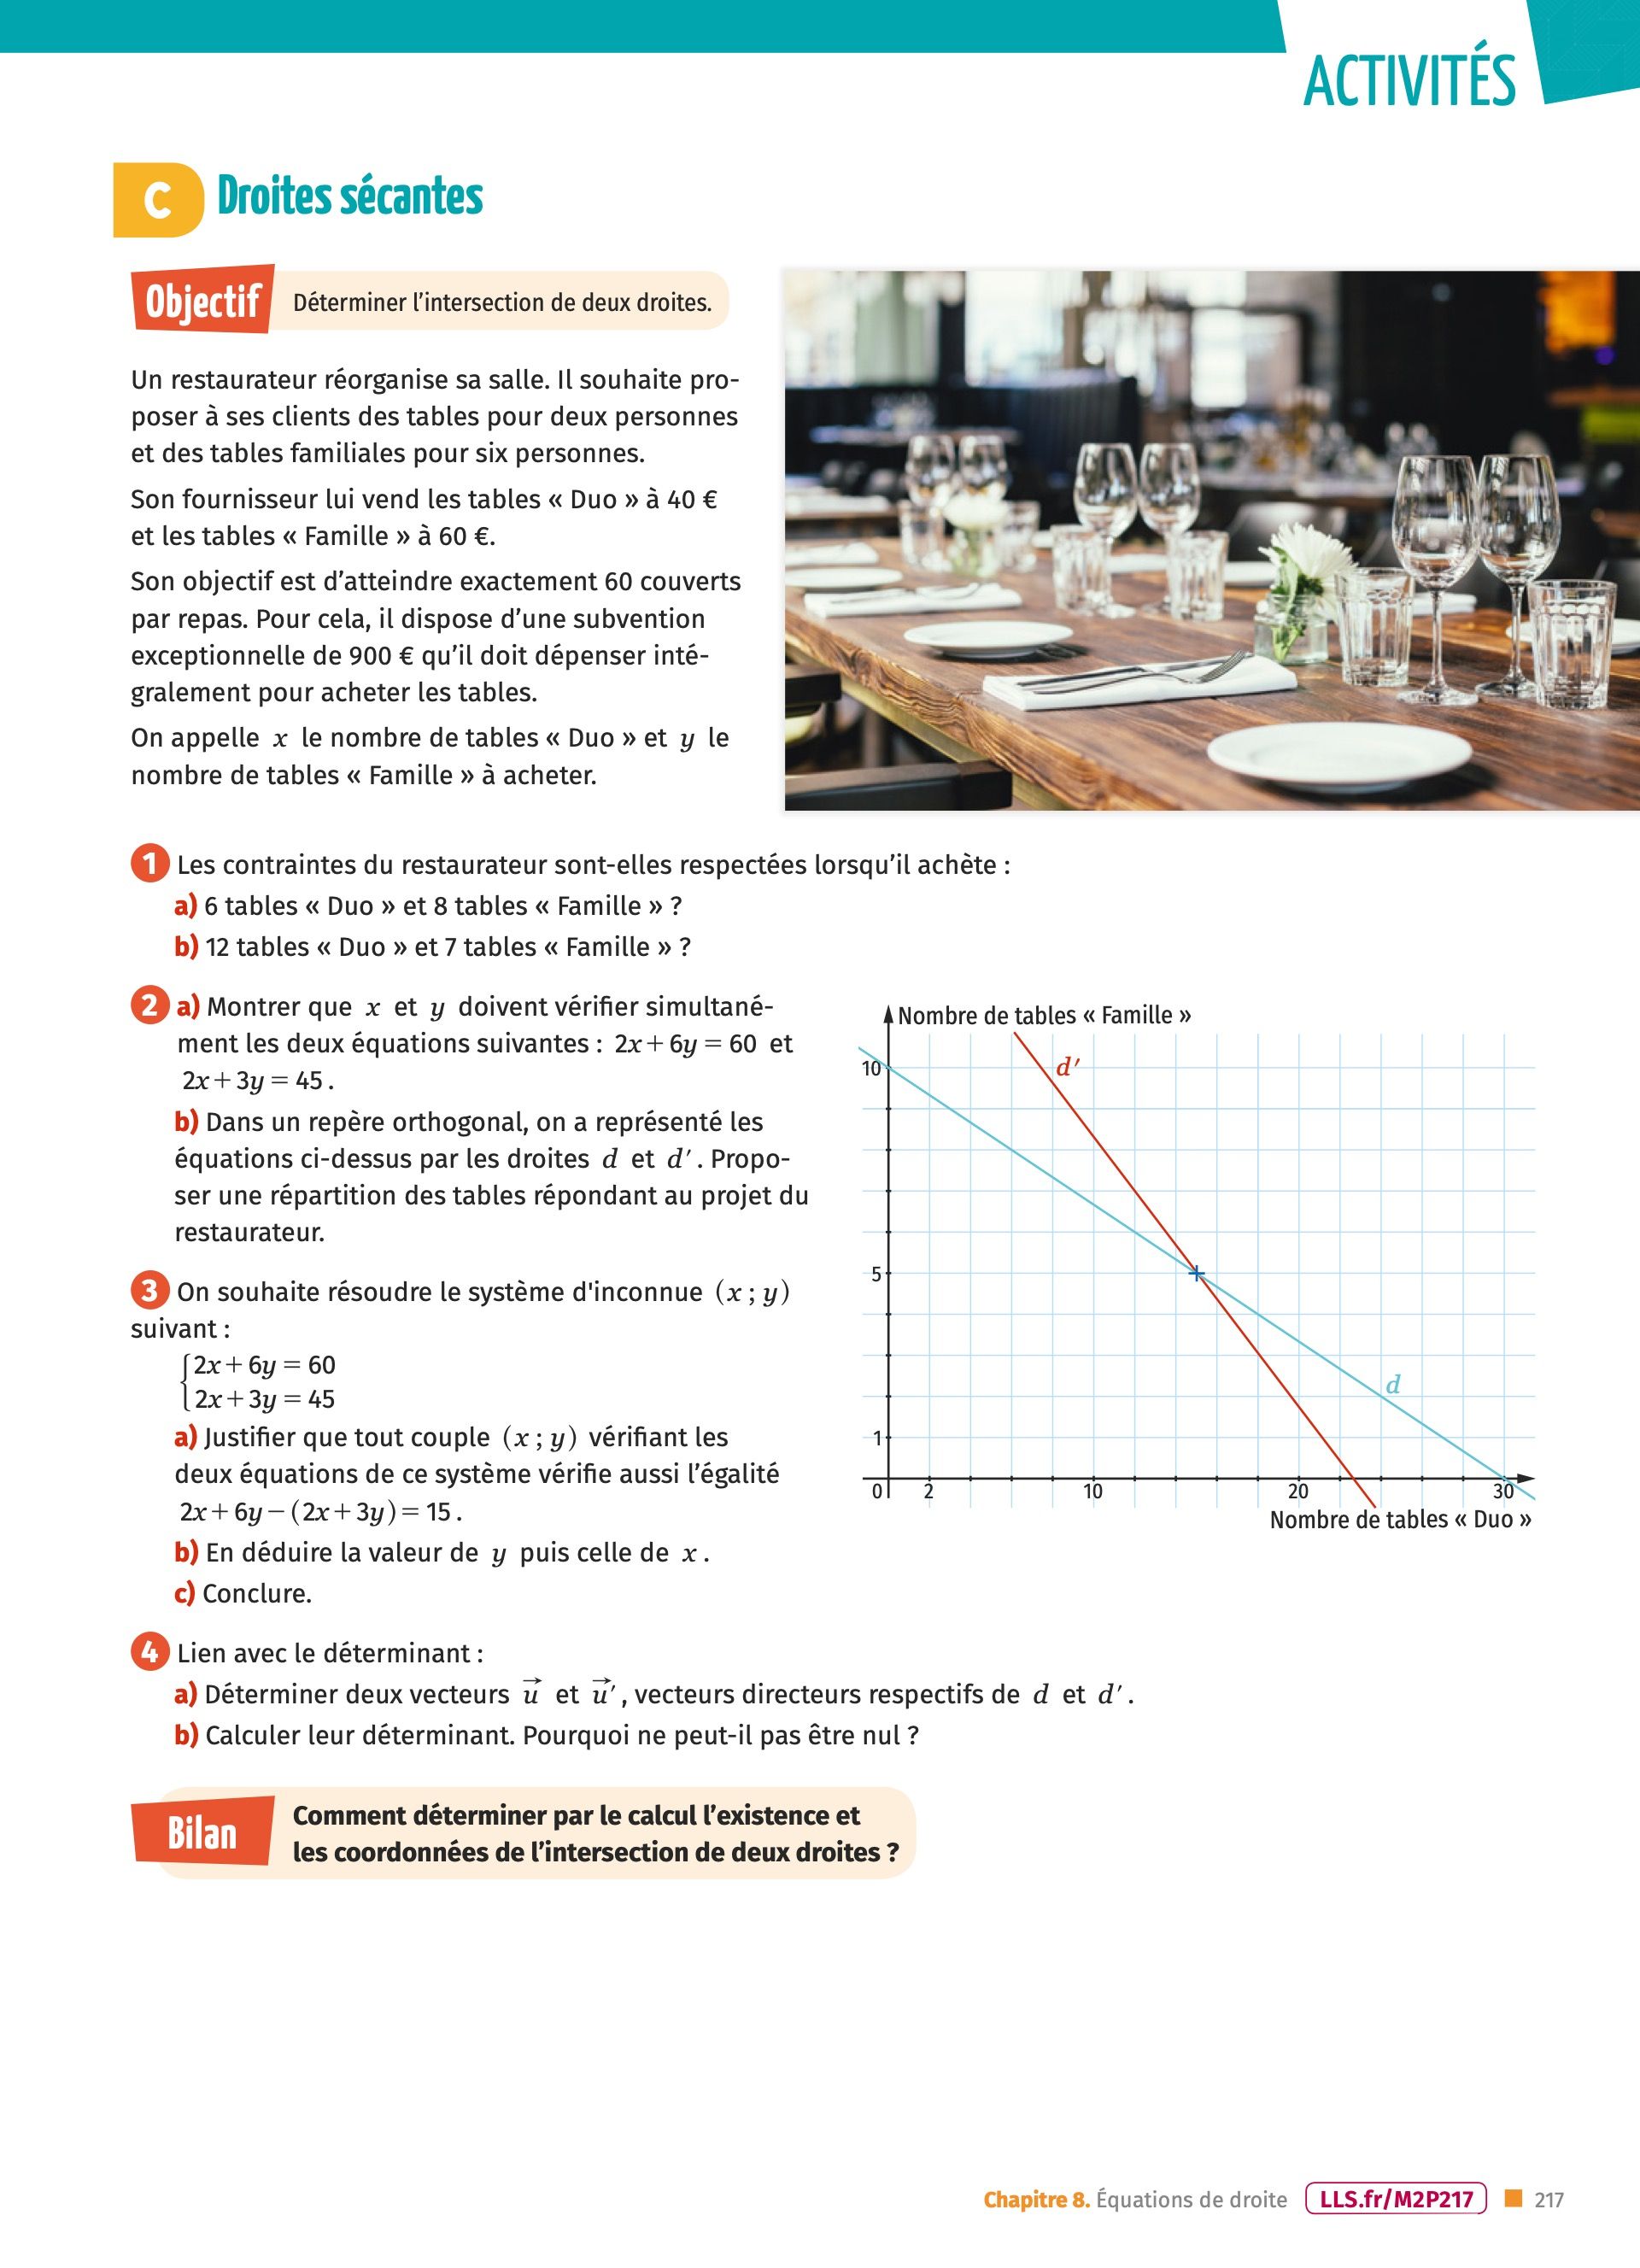 ACTIVITÉS
C Droites sécantes
Objectif Déterminer l'intersection de deux droites.
Un restaurateur réorganise sa salle. Il souhaite pro-
poser à ses clients des tables pour deux personnes
et des tables familiales pour six personnes.
Son fournisseur lui vend les tables « Duo » à 40 €
et les tables « Famille » à 60 €.
Son objectif est d'atteindre exactement 60 couverts
par repas. Pour cela, il dispose d'une subvention
exceptionnelle de 900 € qu'il doit dépenser inté-
gralement pour acheter les tables.
On appelle x le nombre de tables « Duo » et y le
nombre de tables « Famille » à acheter.
1 Les contraintes du restaurateur sont-elles respectées lorsqu'il achète :
a) 6 tables « Duo » et 8 tables « Famille » ?
b) 12 tables « Duo » et 7 tables « Famille » ?
2 a) Montrer que x et y doivent vérifier simultané-
ment les deux équations suivantes : 2x + 6y = 60 et
2x + 3y = 45.
b) Dans un repère orthogonal, on a représenté les
équations ci-dessus par les droites d et d′. Propo-
ser une répartition des tables répondant au projet du
restaurateur.
Nombre de tables « Famille »
d′
10
5
d
1
0 2 10 20 30
Nombre de tables « Duo »
3 On souhaite résoudre le système d'inconnue (x ; y)
suivant :
{2x + 6y = 60
2x + 3y = 45
a) Justifier que tout couple (x ; y) vérifiant les
deux équations de ce système vérifie aussi l'égalité
2x + 6y − (2x + 3y) = 15.
b) En déduire la valeur de y puis celle de x.
c) Conclure.
4 Lien avec le déterminant :
a) Déterminer deux vecteurs u⃗ et u⃗′, vecteurs directeurs respectifs de d et d′.
b) Calculer leur déterminant. Pourquoi ne peut-il pas être nul ?
Bilan
Comment déterminer par le calcul l'existence et
les coordonnées de l'intersection de deux droites ?
Chapitre 8. Équations de droite LLS.fr/M2P217 217